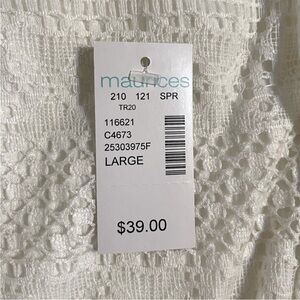 maurices
210 121 SPR
TR20
116621
C4673
25303975F
LARGE
$39.00